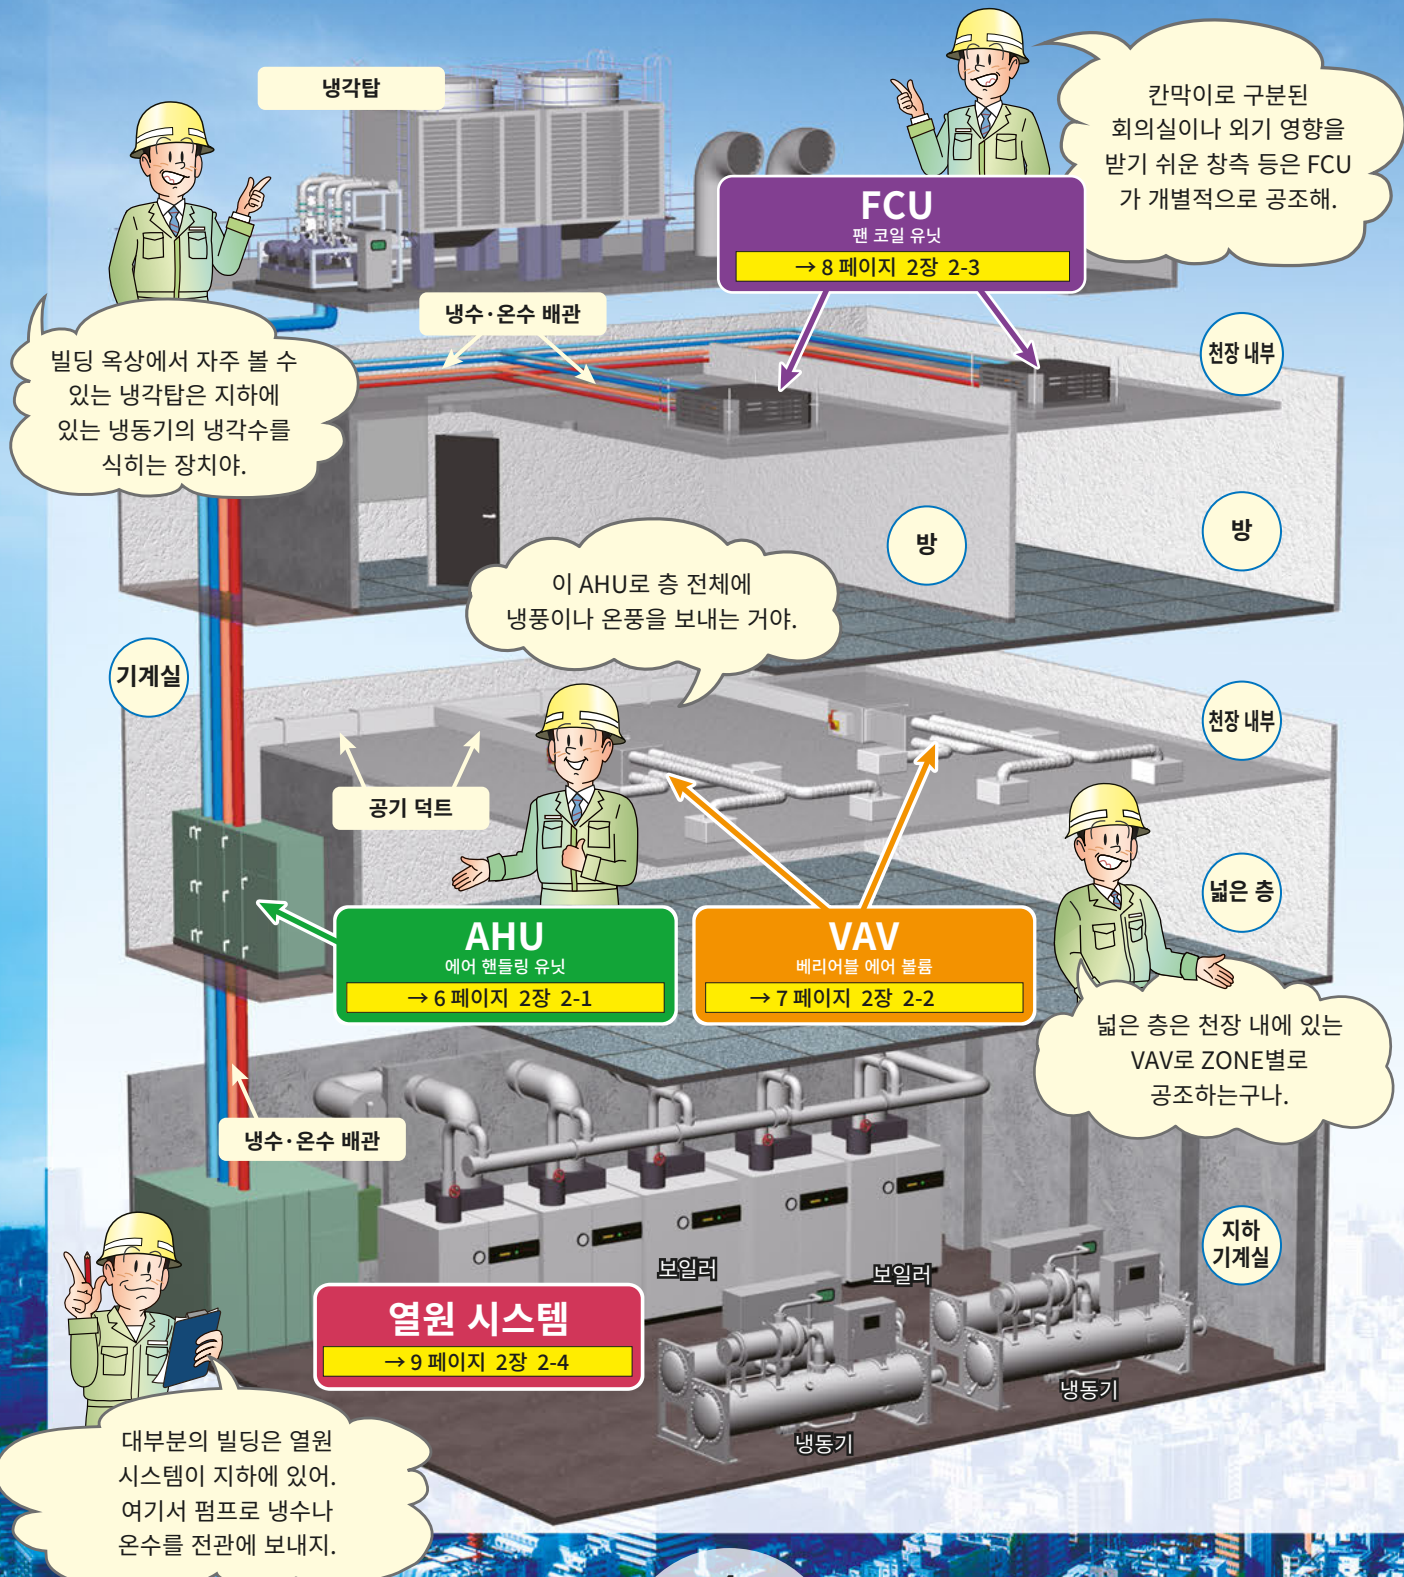 냉각탑
칸막이로 구분된
회의실이나 외기 영향을
받기 쉬운 창측 등은 FCU
가 개별적으로 공조해.
FCU
팬 코일 유닛
→ 8 페이지 2장 2-3
냉수·온수 배관
천장 내부
빌딩 옥상에서 자주 볼 수
있는 냉각탑은 지하에
있는 냉동기의 냉각수를
식히는 장치야.
방
방
이 AHU로 층 전체에
냉풍이나 온풍을 보내는 거야.
기계실
천장 내부
공기 덕트
넓은 층
AHU
에어 핸들링 유닛
→ 6 페이지 2장 2-1
VAV
베리어블 에어 볼륨
→ 7 페이지 2장 2-2
넓은 층은 천장 내에 있는
VAV로 ZONE별로
공조하는구나.
냉수·온수 배관
지하
기계실
보일러
보일러
열원 시스템
→ 9 페이지 2장 2-4
냉동기
냉동기
대부분의 빌딩은 열원
시스템이 지하에 있어.
여기서 펌프로 냉수나
온수를 전관에 보내지.